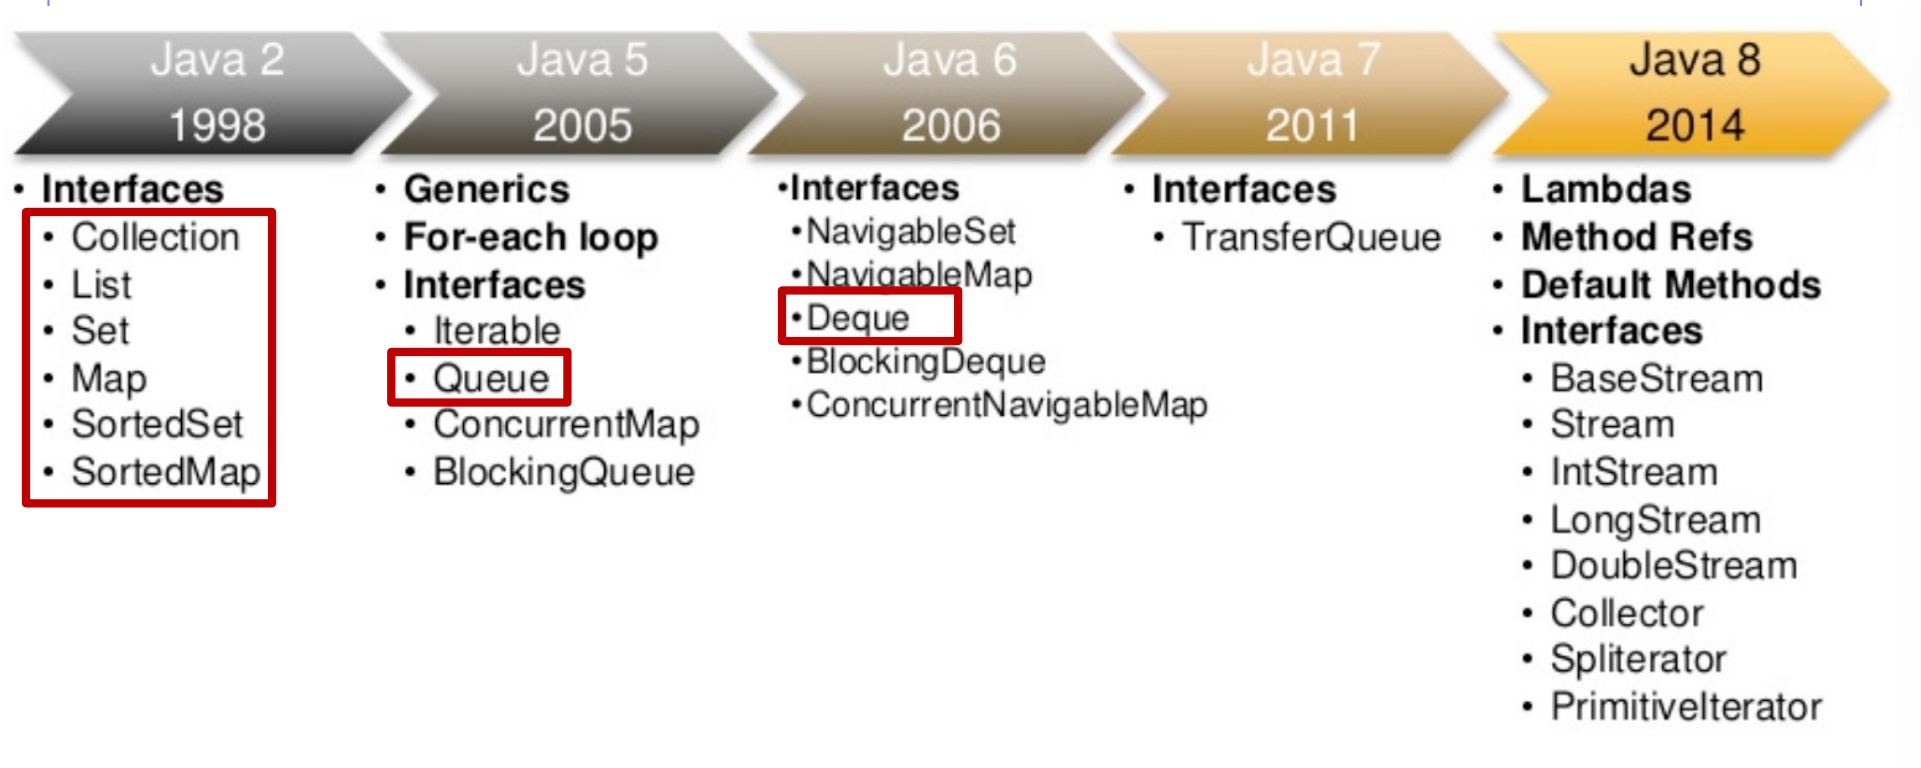 Java 2
1998
• Interfaces
• Collection
• List
• Set
• Map
• SortedSet
• SortedMap
Java 5
2005
• Generics
• For-each loop
• Interfaces
• Iterable
• Queue
• ConcurrentMap
• BlockingQueue
Java 6
2006
•Interfaces
•NavigableSet
•NavigableMap
•Deque
•BlockingDeque
•ConcurrentNavigableMap
Java 7
2011
• Interfaces
• TransferQueue
Java 8
2014
• Lambdas
• Method Refs
• Default Methods
• Interfaces
• BaseStream
• Stream
• IntStream
• LongStream
• DoubleStream
• Collector
• Spliterator
• PrimitiveIterator